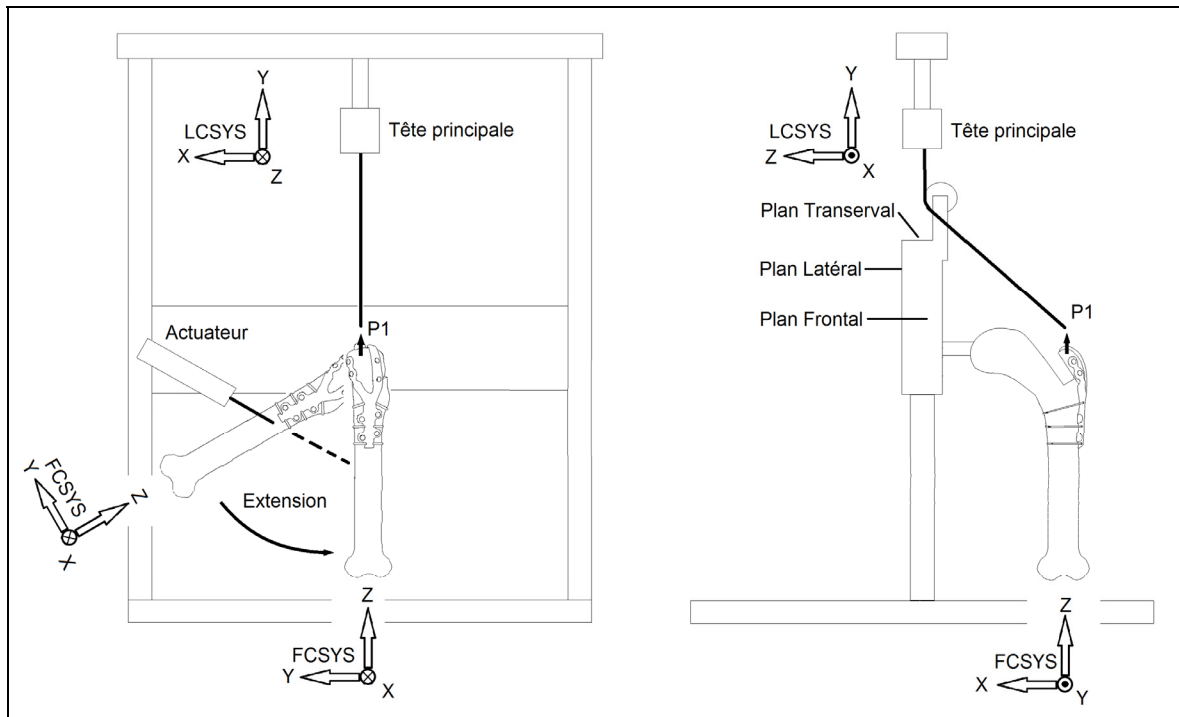 Y
LCSYS
X
Z
Tête principale
Actuateur
P1
Extension
Y
FCSYS
Z
X
Z
FCSYS
Y
X
Y
LCSYS
Z
X
Tête principale
Plan Transerval
Plan Latéral
Plan Frontal
P1
Z
FCSYS
X
Y